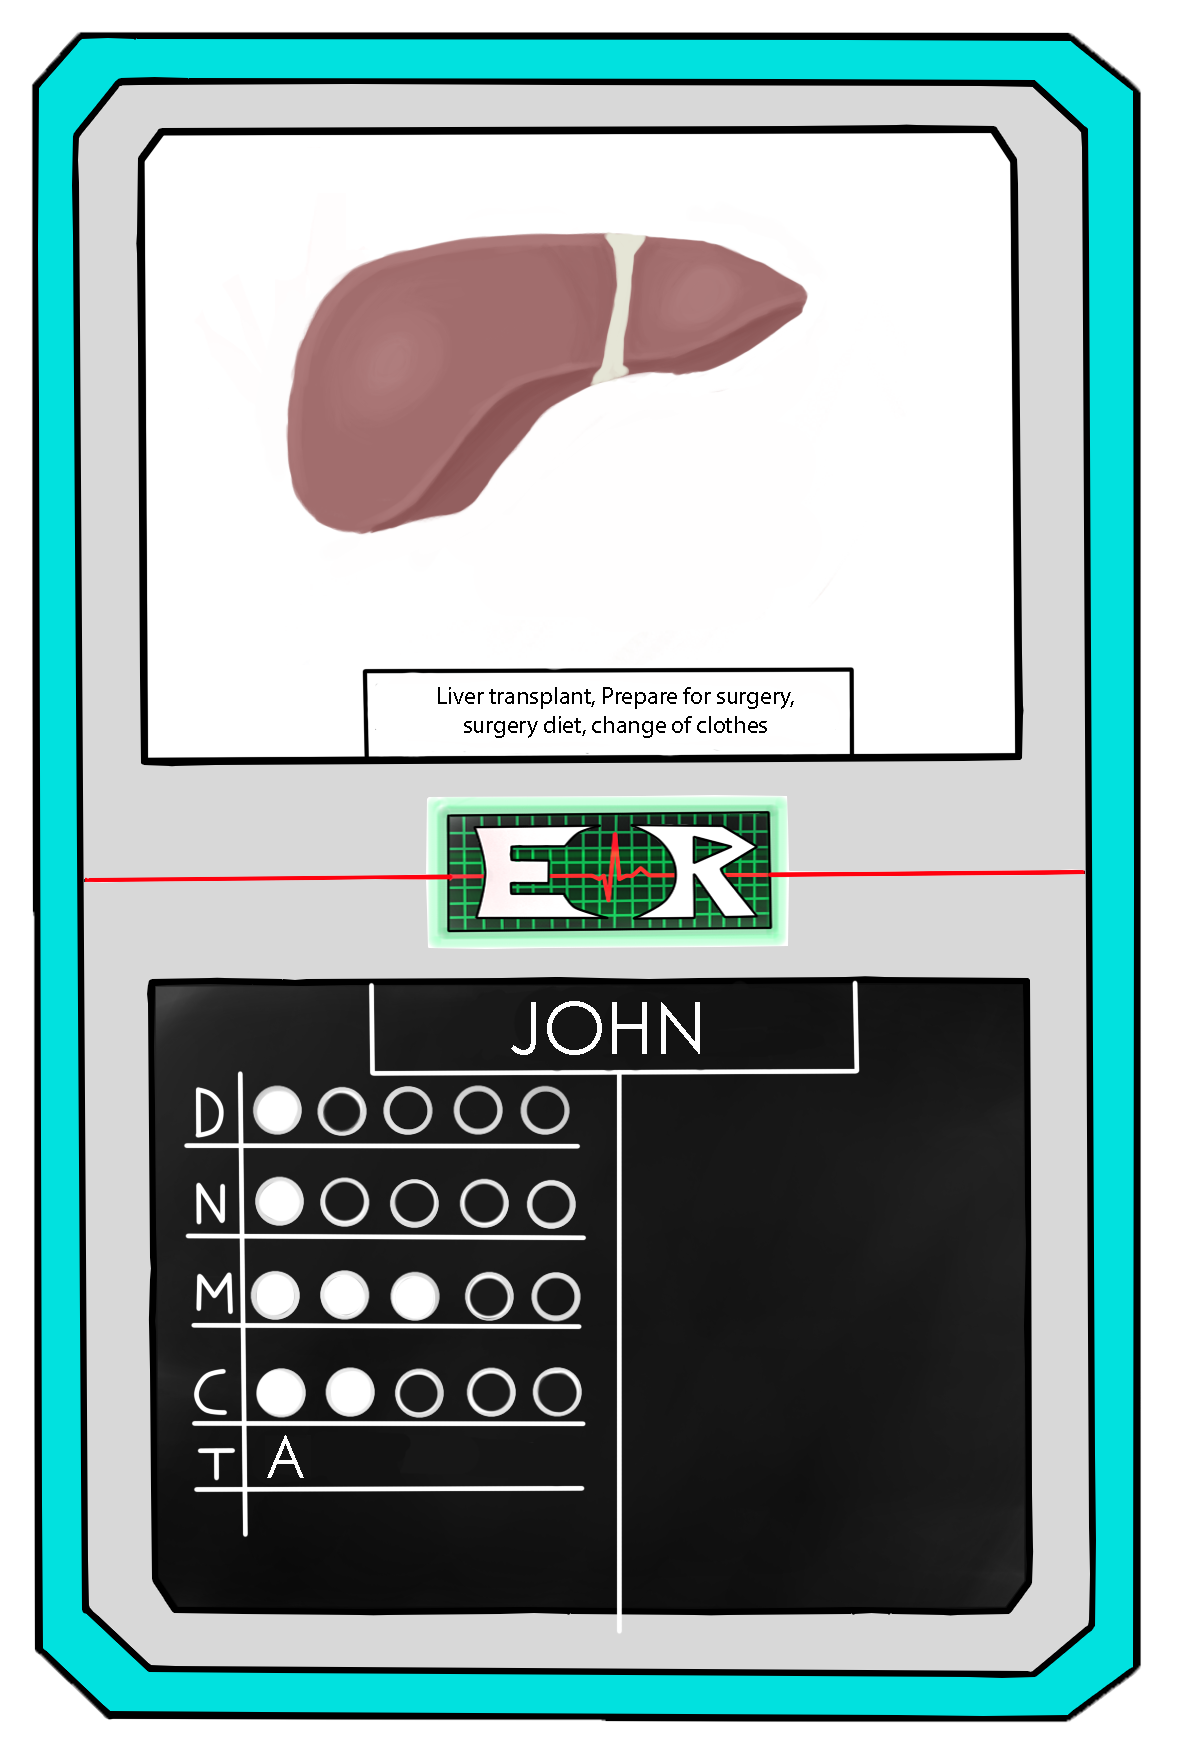 Liver transplant, Prepare for surgery,
surgery diet, change of clothes
ER
JOHN
D
N
M
C
T A